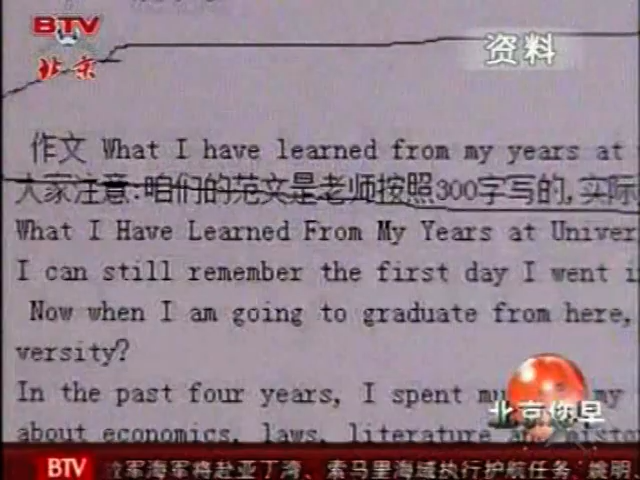 BTV
北京
资料
作文 What I have learned from my years at
大家注意:咱们的范文是老师按照300字写的,实际
What I Have Learned From My Years at Univer
I can still remember the first day I went i
Now when I am going to graduate from here,
versity?
In the past four years, I spent my
北京您早
about economics, laws, literature
BTV 海军将赴亚丁湾、索马里海域执行护航任务 姚明